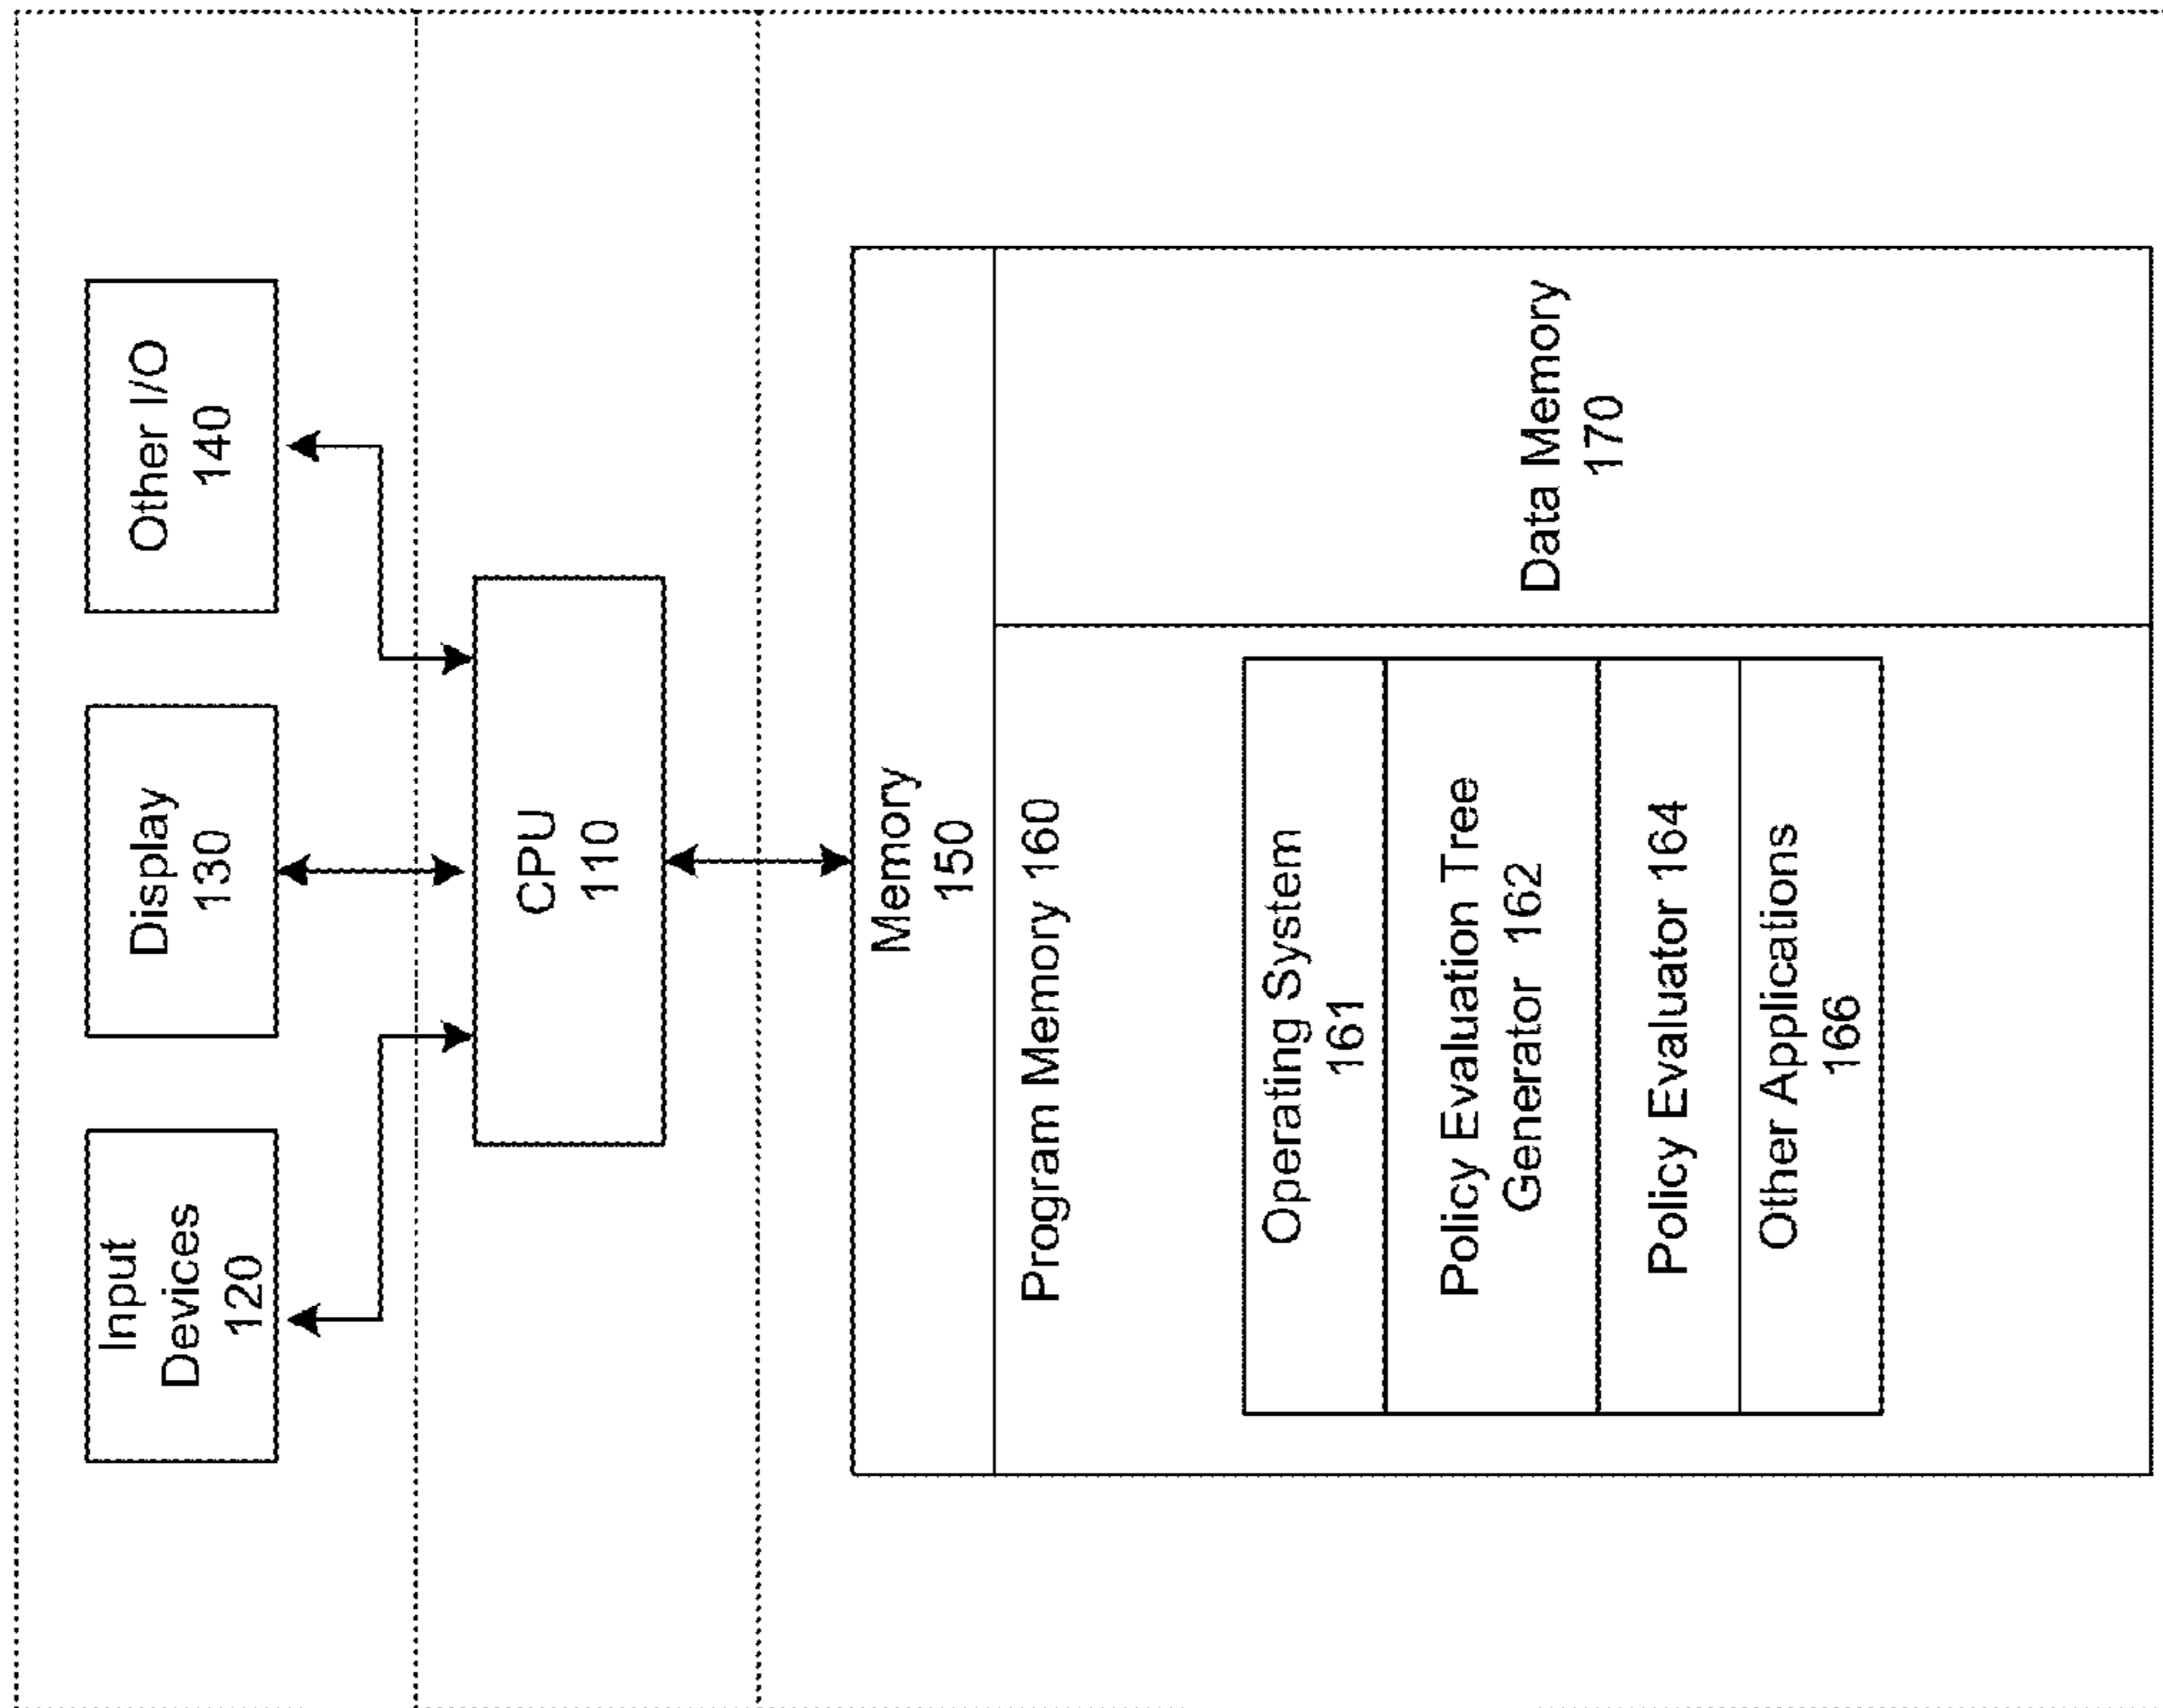 Input
Devices
120
Display
130
Other I/O
140
CPU
110
Memory
150
Program Memory 160
Operating System
161
Policy Evaluation Tree
Generator 162
Policy Evaluator 164
Other Applications
166
Data Memory
170